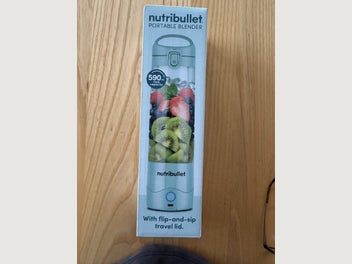 nutribullet
PORTABLE BLENDER
590
nutribullet
With flip-and-sip
travel lid.